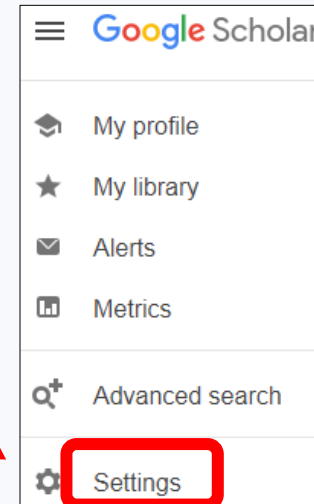 Google Scholar
My profile
My library
Alerts
Metrics
Advanced search
Settings